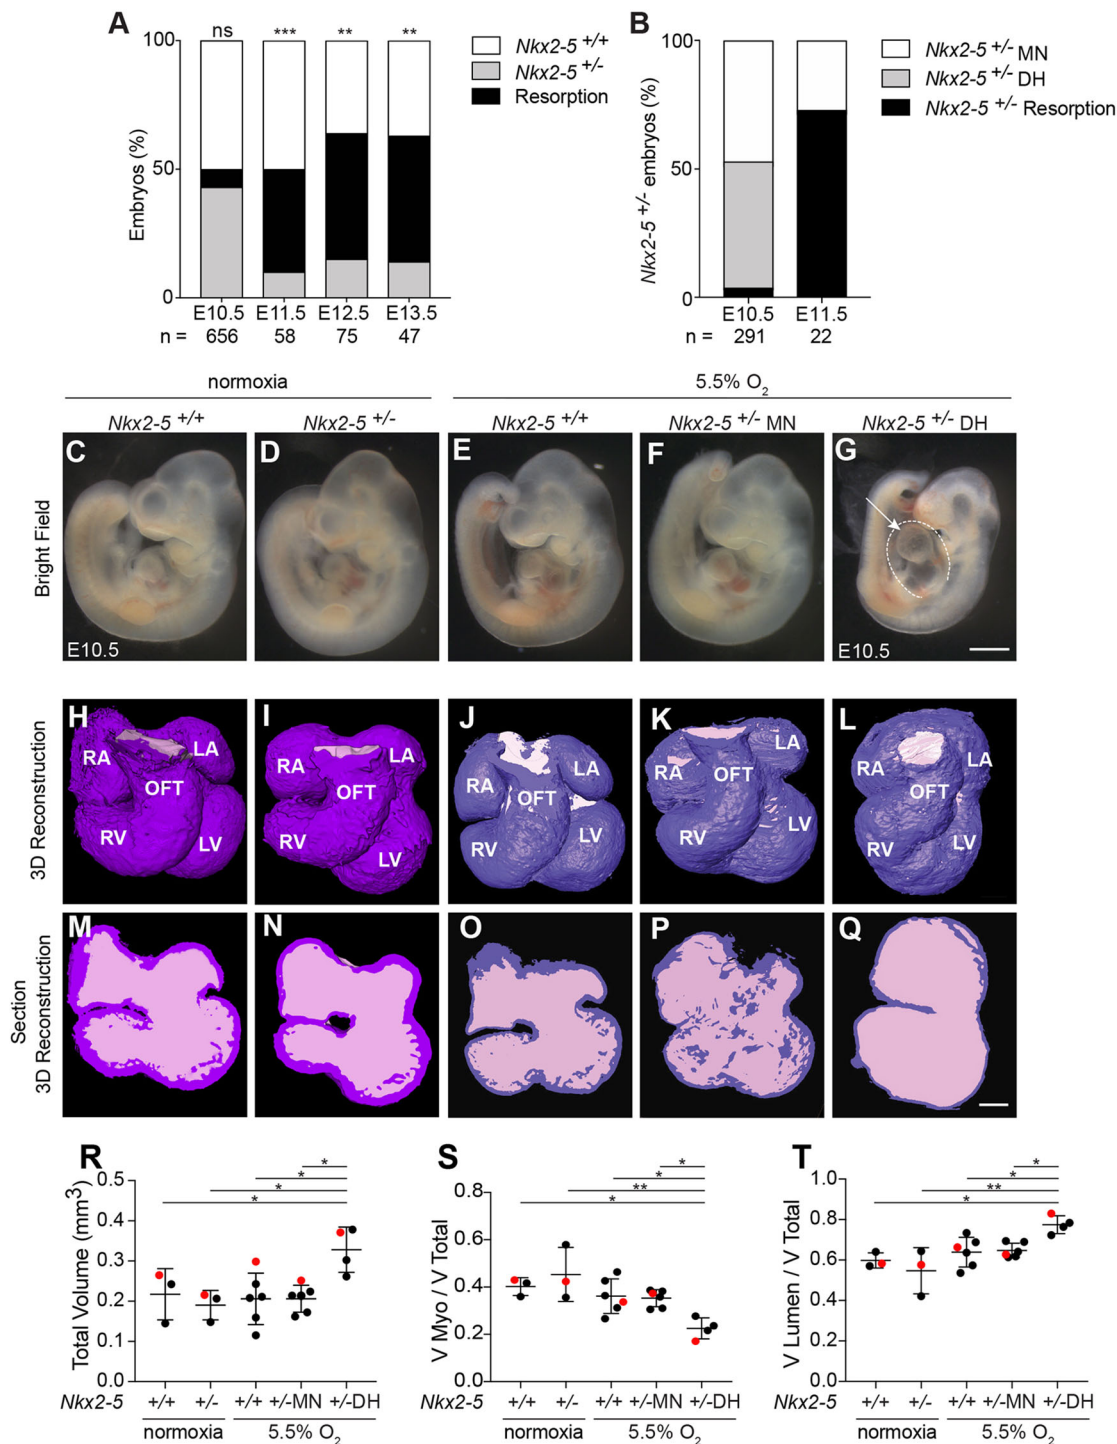 A
ns
***
**
**
100
50
0
Embryos (%)
Nkx2-5 +/+
Nkx2-5 +/-
Resorption
E10.5 E11.5 E12.5 E13.5
n = 656 58 75 47
B
100
50
0
Nkx2-5 +/- embryos (%)
Nkx2-5 +/- MN
Nkx2-5 +/- DH
Nkx2-5 +/- Resorption
E10.5 E11.5
n = 291 22
normoxia
5.5% O2
Nkx2-5 +/+
Nkx2-5 +/-
Nkx2-5 +/+
Nkx2-5 +/- MN
Nkx2-5 +/- DH
Bright Field
C
E10.5
D
E
F
G
E10.5
3D Reconstruction
H
RA
LA
OFT
RV
LV
I
RA
LA
OFT
RV
LV
J
RA
LA
OFT
RV
LV
K
RA
LA
OFT
RV
LV
L
RA
LA
OFT
RV
LV
Section
3D Reconstruction
M
N
O
P
Q
R
*
*
*
*
Total Volume (mm3)
0.5
0.4
0.3
0.2
0.1
0.0
Nkx2-5 +/+ +/- +/+ +/-MN +/-DH
normoxia 5.5% O2
S
*
*
**
*
V Myo / V Total
0.8
0.6
0.4
0.2
0.0
Nkx2-5 +/+ +/- +/+ +/-MN +/-DH
normoxia 5.5% O2
T
*
*
**
*
V Lumen / V Total
1.0
0.8
0.6
0.4
0.2
0.0
Nkx2-5 +/+ +/- +/+ +/-MN +/-DH
normoxia 5.5% O2